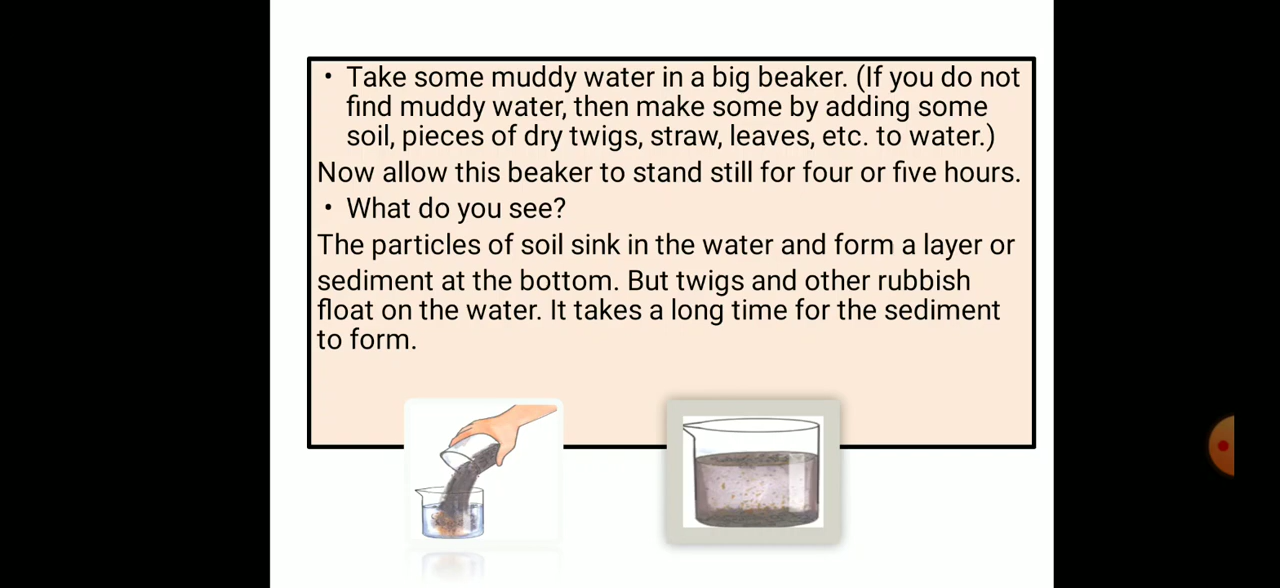 • Take some muddy water in a big beaker. (If you do not
find muddy water, then make some by adding some
soil, pieces of dry twigs, straw, leaves, etc. to water.)
Now allow this beaker to stand still for four or five hours.
• What do you see?
The particles of soil sink in the water and form a layer or
sediment at the bottom. But twigs and other rubbish
float on the water. It takes a long time for the sediment
to form.